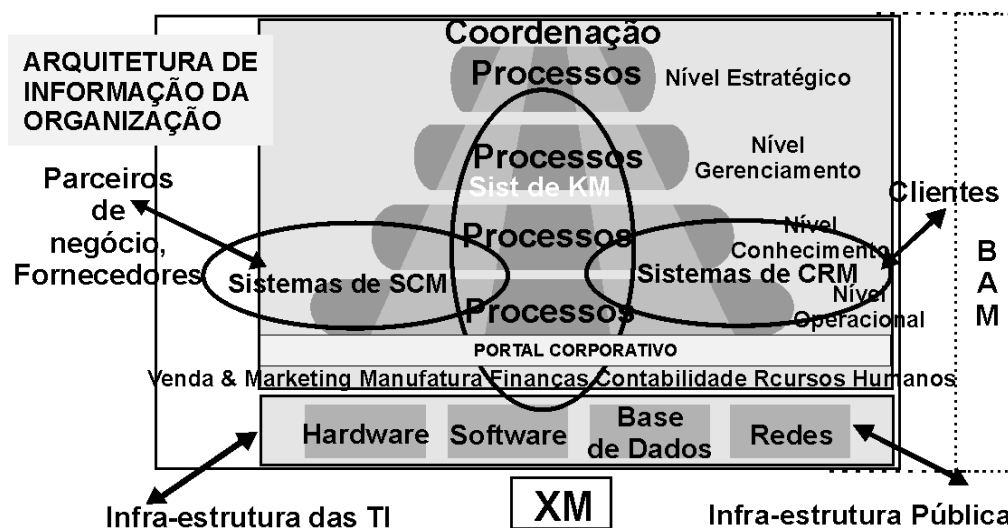 Coordenação
ARQUITETURA DE
INFORMAÇÃO DA
ORGANIZAÇÃO
Processos
Nível Estratégico
Processos
Sist de KM
Nível
Gerenciamento
Parceiros
de
negócio,
Fornecedores
Clientes
Processos
Nível
Conhecimento
Sistemas de SCM
Sistemas de CRM
Processos
Nível
Operacional
B
A
M
PORTAL CORPORATIVO
Venda & Marketing Manufatura Finanças Contabilidade Rcursos Humanos
Hardware
Software
Base
de Dados
Redes
Infra-estrutura das TI
XM
Infra-estrutura Pública